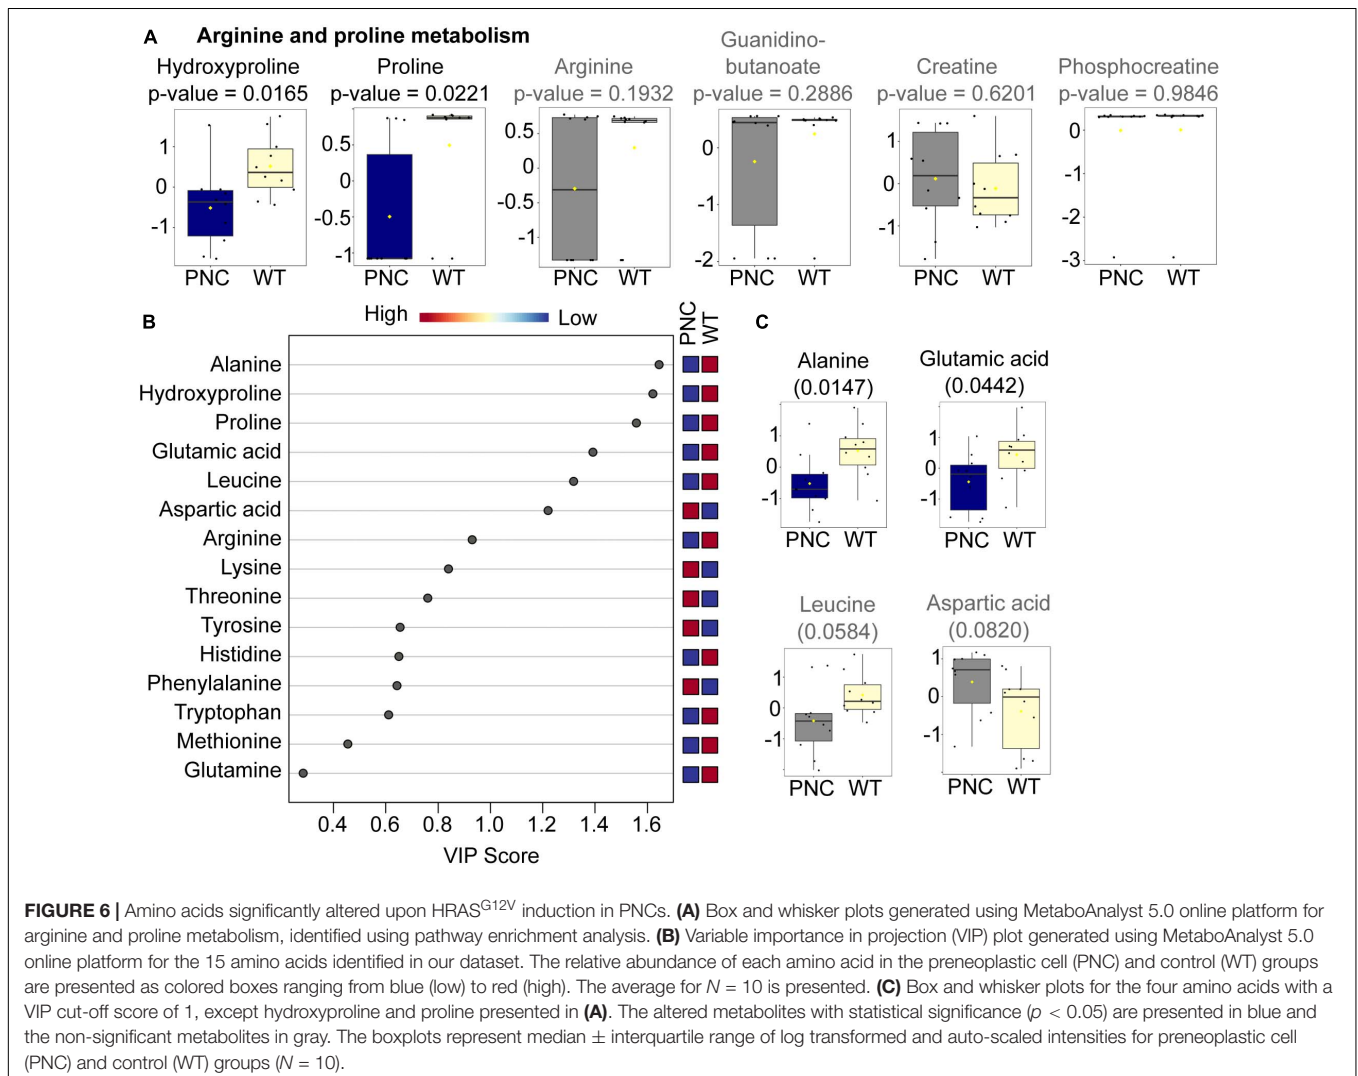 A Arginine and proline metabolism
Hydroxyproline
p-value = 0.0165
Proline
p-value = 0.0221
Arginine
p-value = 0.1932
Guanidino-
butanoate
p-value = 0.2886
Creatine
p-value = 0.6201
Phosphocreatine
p-value = 0.9846
1
0
-1
PNC WT
0.5
0
-0.5
-1
PNC WT
0.5
0
-0.5
-1
PNC WT
0
-1
-2
PNC WT
1
0
-1
PNC WT
0
-1
-2
-3
PNC WT
B
High Low
PNC
WT
Alanine
Hydroxyproline
Proline
Glutamic acid
Leucine
Aspartic acid
Arginine
Lysine
Threonine
Tyrosine
Histidine
Phenylalanine
Tryptophan
Methionine
Glutamine
0.4 0.6 0.8 1.0 1.2 1.4 1.6
VIP Score
C
Alanine
(0.0147)
1
0
-1
PNC WT
Glutamic acid
(0.0442)
1
0
-1
PNC WT
Leucine
(0.0584)
1
0
-1
PNC WT
Aspartic acid
(0.0820)
1
0
-1
PNC WT
FIGURE 6 | Amino acids significantly altered upon HRAS^G12V induction in PNCs. (A) Box and whisker plots generated using MetaboAnalyst 5.0 online platform for
arginine and proline metabolism, identified using pathway enrichment analysis. (B) Variable importance in projection (VIP) plot generated using MetaboAnalyst 5.0
online platform for the 15 amino acids identified in our dataset. The relative abundance of each amino acid in the preneoplastic cell (PNC) and control (WT) groups
are presented as colored boxes ranging from blue (low) to red (high). The average for N = 10 is presented. (C) Box and whisker plots for the four amino acids with a
VIP cut-off score of 1, except hydroxyproline and proline presented in (A). The altered metabolites with statistical significance (p < 0.05) are presented in blue and
the non-significant metabolites in gray. The boxplots represent median ± interquartile range of log transformed and auto-scaled intensities for preneoplastic cell
(PNC) and control (WT) groups (N = 10).